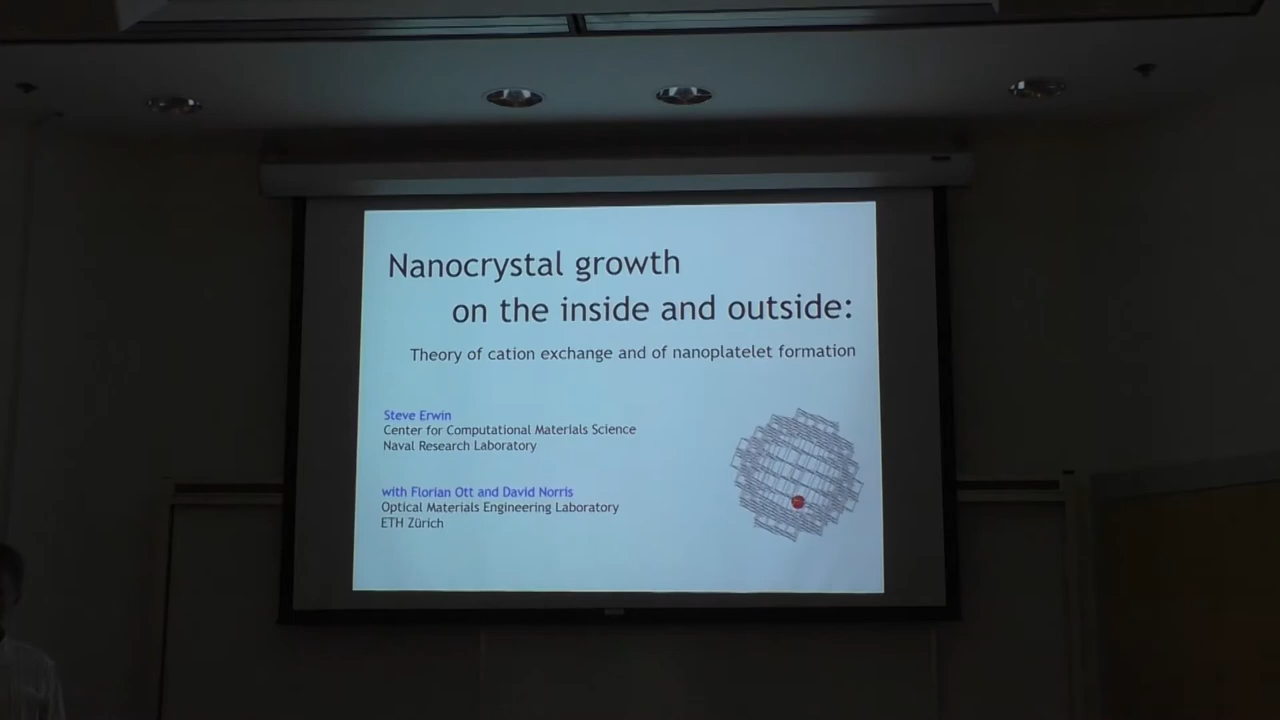 Nanocrystal growth
on the inside and outside:
Theory of cation exchange and of nanoplatelet formation
Steve Erwin
Center for Computational Materials Science
Naval Research Laboratory
with Florian Ott and David Norris
Optical Materials Engineering Laboratory
ETH Zürich